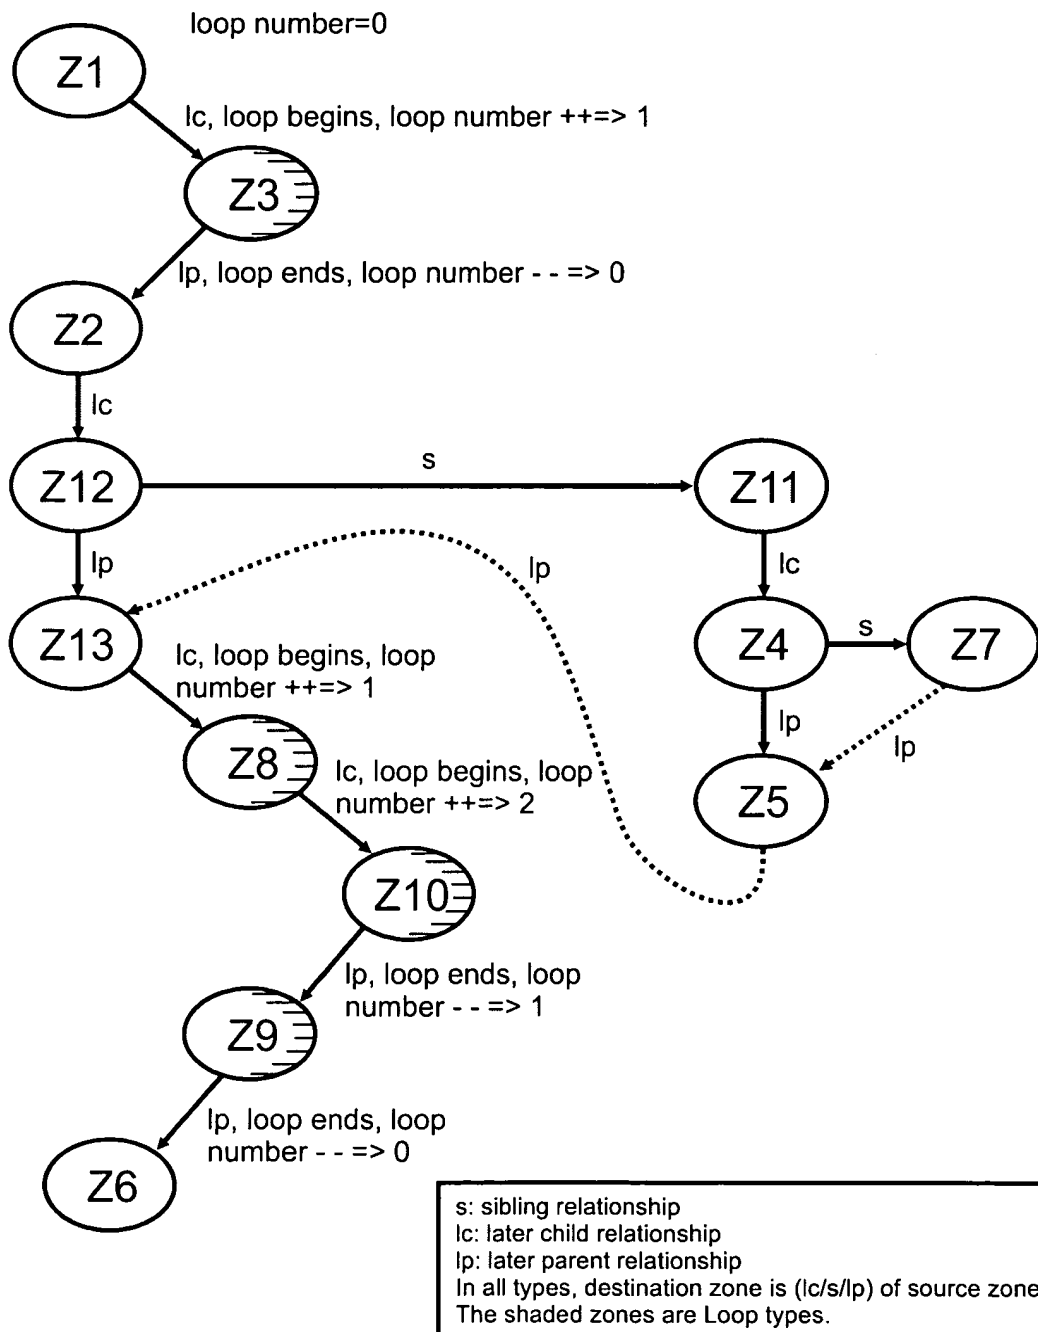 loop number=0
Z1
lc, loop begins, loop number ++=> 1
Z3
lp, loop ends, loop number - - => 0
Z2
lc
Z12
s
Z11
lp
lp
lc
Z13
Z4
s
Z7
lc, loop begins, loop
number ++=> 1
lp
lp
Z8
lc, loop begins, loop
number ++=> 2
Z5
Z10
lp, loop ends, loop
number - - => 1
Z9
lp, loop ends, loop
number - - => 0
Z6
s: sibling relationship
lc: later child relationship
lp: later parent relationship
In all types, destination zone is (lc/s/lp) of source zone
The shaded zones are Loop types.